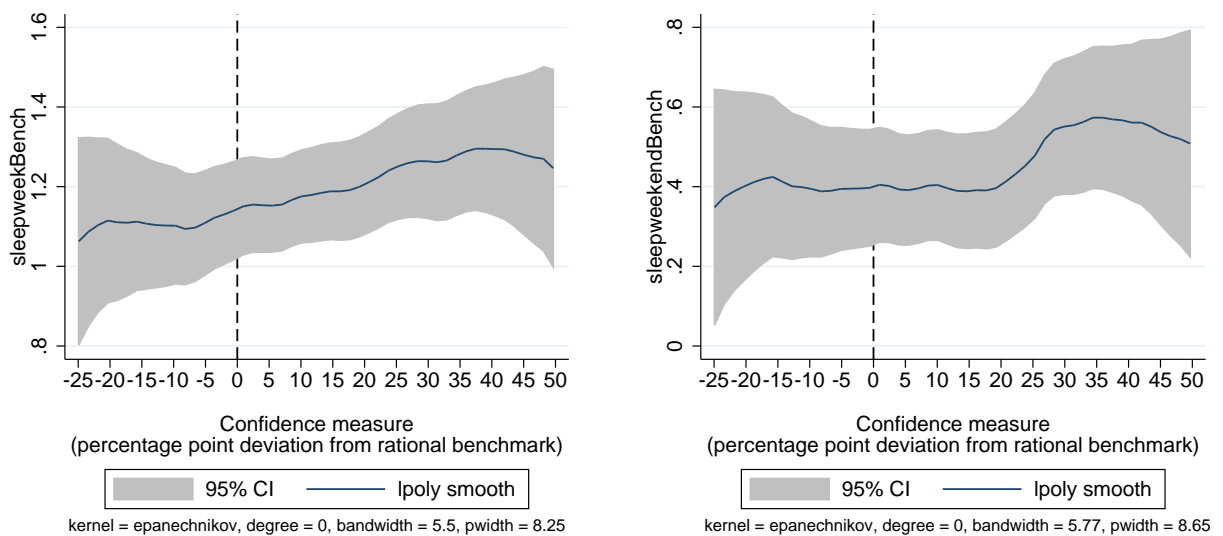 1.6
1.4
1.2
1
.8
sleepweekBench
-25 -20 -15 -10 -5 0 5 10 15 20 25 30 35 40 45 50
Confidence measure
(percentage point deviation from rational benchmark)
95% CI lpoly smooth
kernel = epanechnikov, degree = 0, bandwidth = 5.5, pwidth = 8.25
.8
.6
.4
.2
0
sleepweekendBench
-25 -20 -15 -10 -5 0 5 10 15 20 25 30 35 40 45 50
Confidence measure
(percentage point deviation from rational benchmark)
95% CI lpoly smooth
kernel = epanechnikov, degree = 0, bandwidth = 5.77, pwidth = 8.65